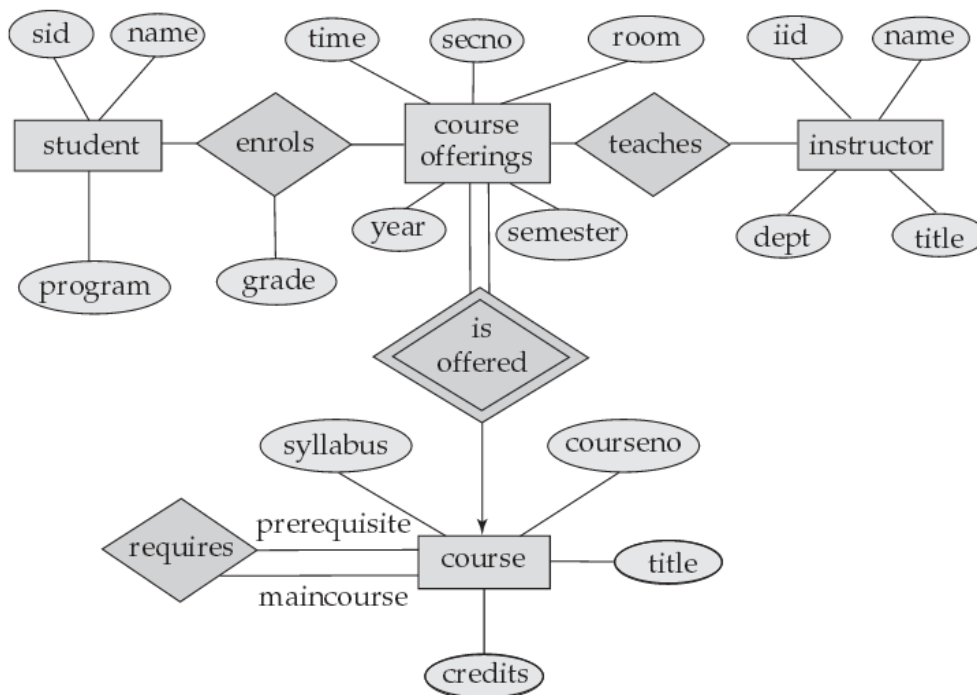 sid
name
time
secno
room
iid
name
student
enrols
course
offerings
teaches
instructor
program
grade
year
semester
dept
title
is
offered
syllabus
courseno
requires
prerequisite
maincourse
course
title
credits